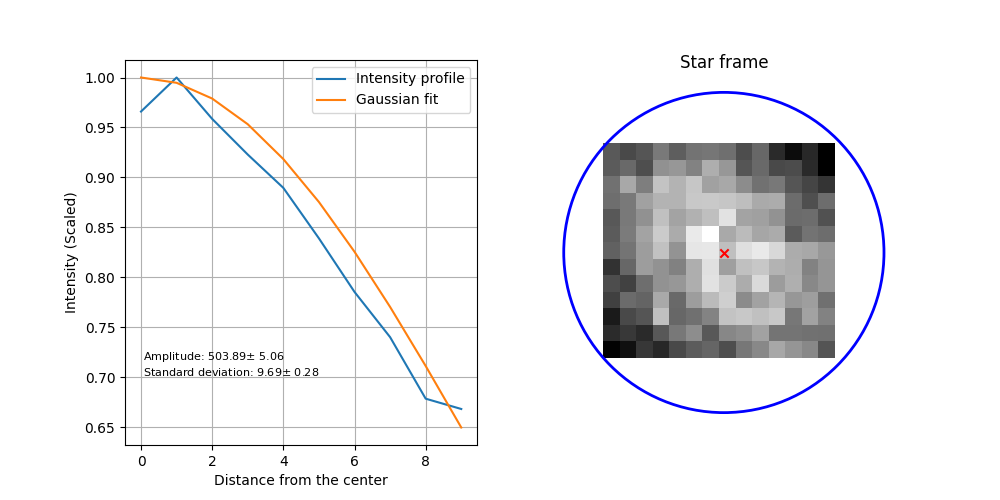 Star frame
Intensity profile
Gaussian fit
1.00
0.95
0.90
0.85
0.80
0.75
0.70
0.65
Intensity (Scaled)
Amplitude: 503.89± 5.06
Standard deviation: 9.69± 0.28
0 2 4 6 8
Distance from the center